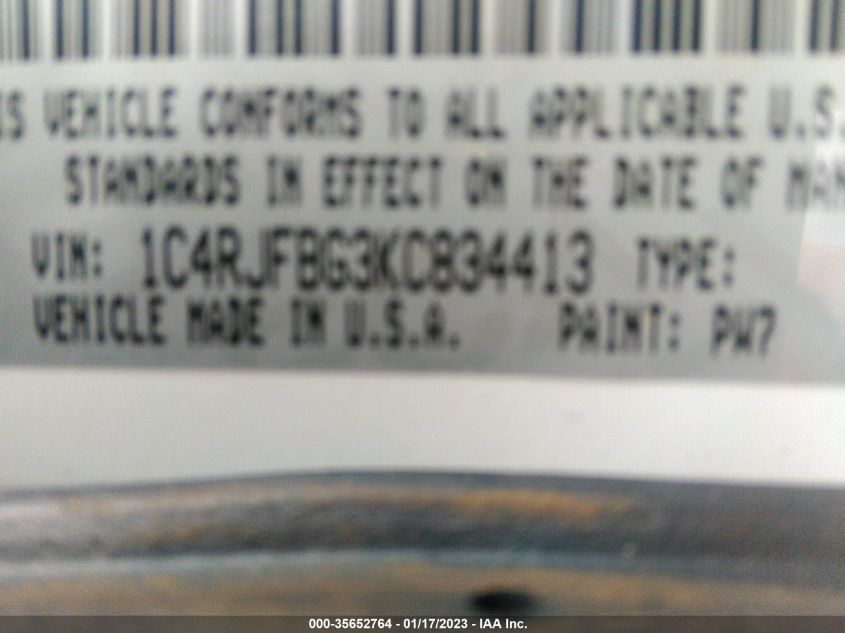 IS VEHICLE CONFORMS TO ALL APPLICABLE U.S.
STANDARDS IN EFFECT ON THE DATE OF MAN
VIN: 1C4RJFBG3KC834413 TYPE:
VEHICLE MADE IN U.S.A. PAINT: PW7
000-35652764 - 01/17/2023 - IAA Inc.